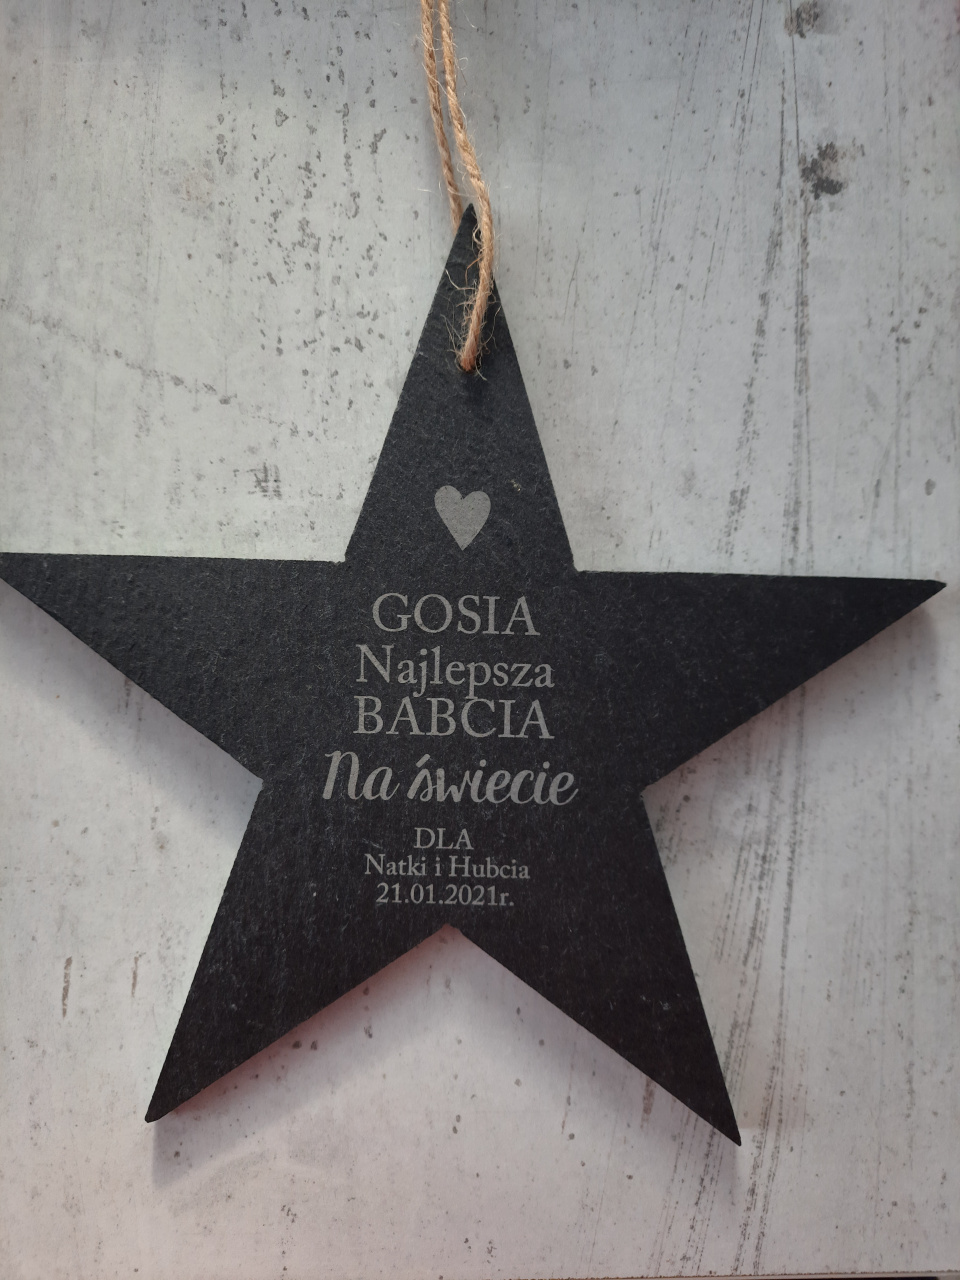 GOSIA
Najlepsza
BABCIA
Na świecie
DLA
Natki i Hubcia
21.01.2021r.